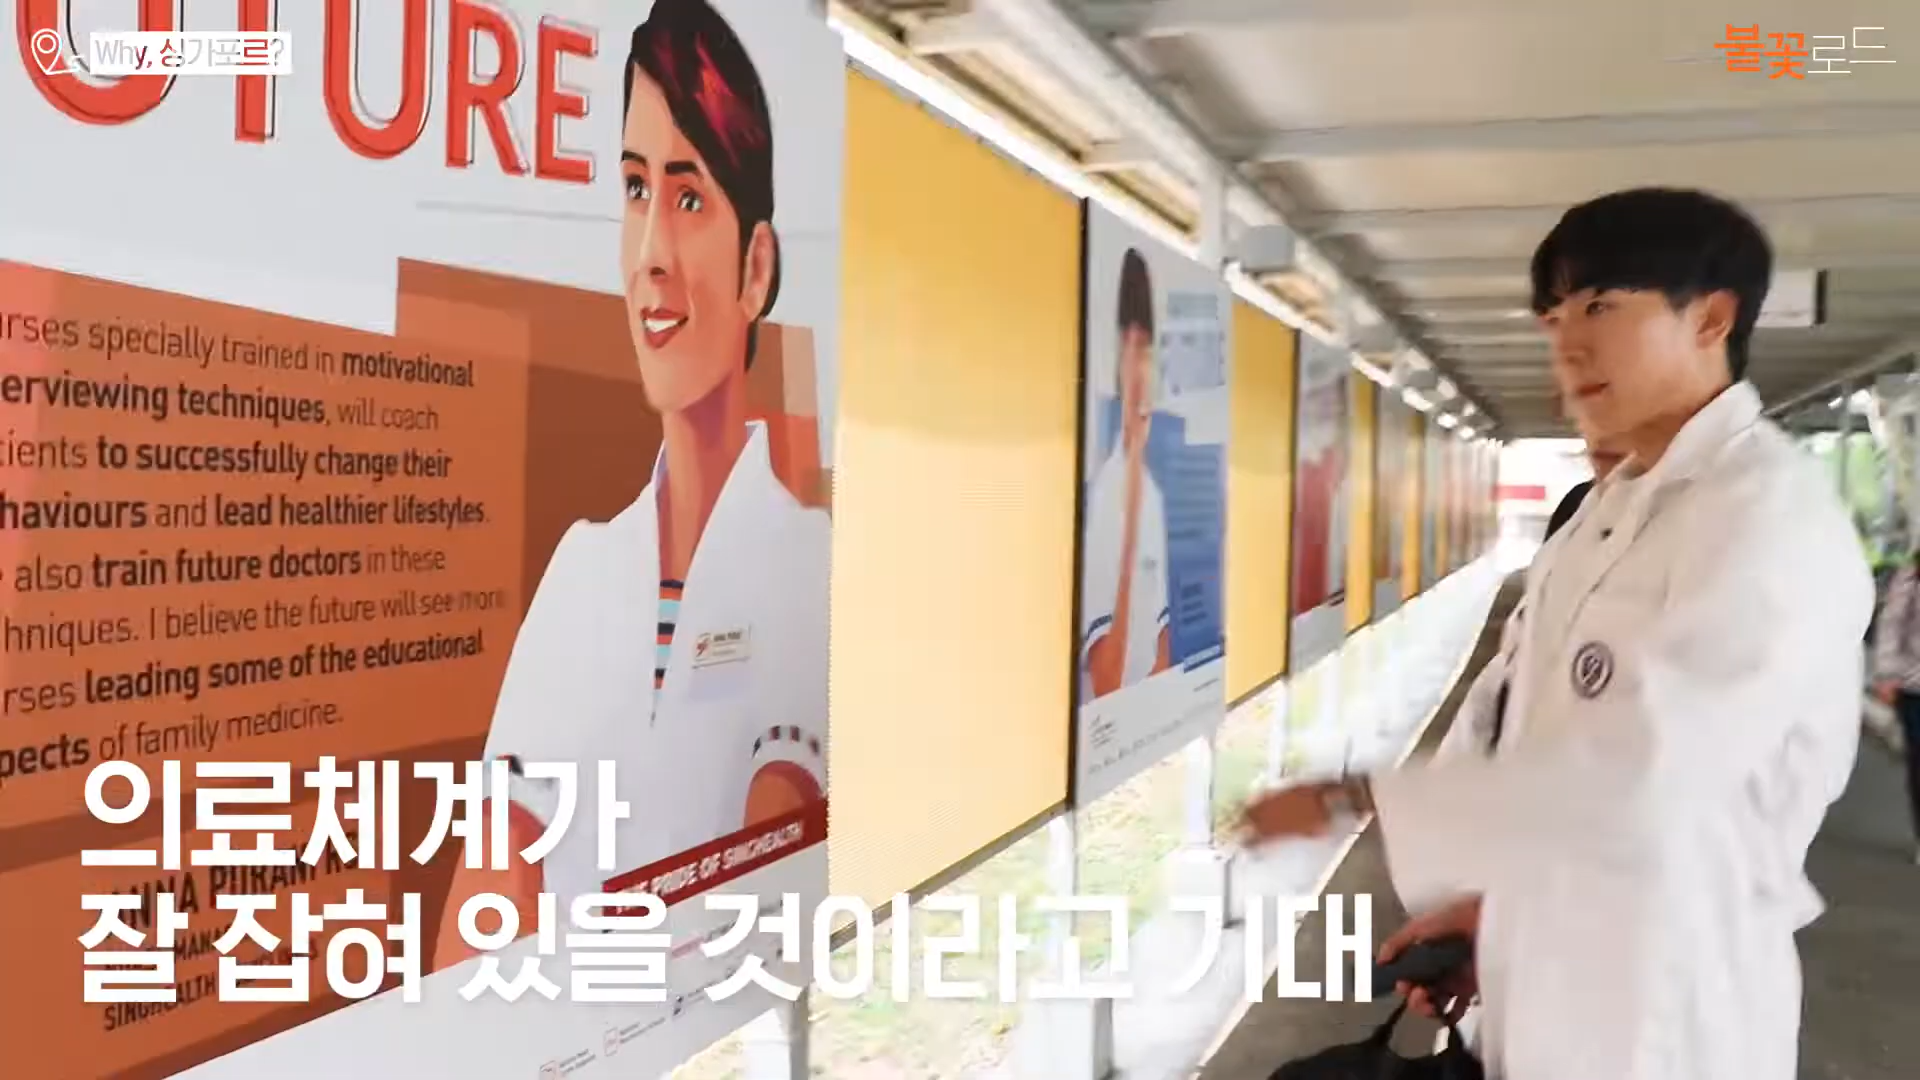 Why, 싱가포르?
불꽃로드
UTURE
rses specially trained in motivational
erviewing techniques, will coach
ients to successfully change their
haviours and lead healthier lifestyles.
also train future doctors in these
hniques. I believe the future will see more
rses leading some of the educational
pects of family medicine.
THE PRIDE OF SINGHEALTH
의료체계가
잘 잡혀 있을 것이라고 기대